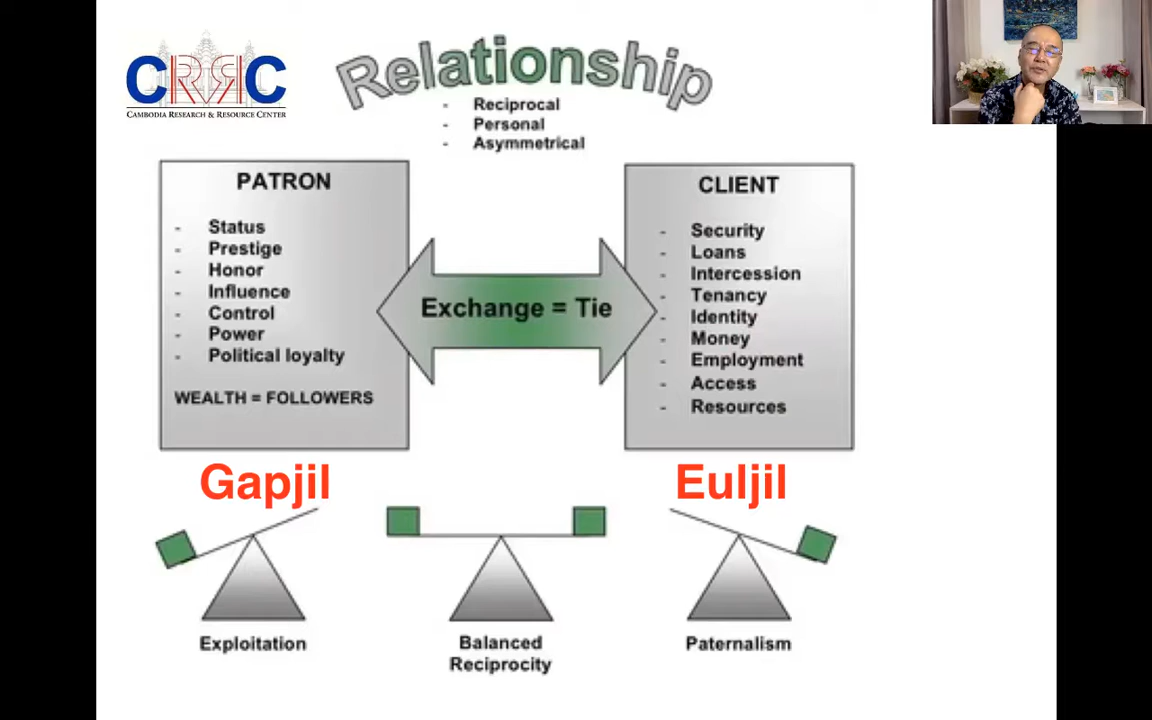 CRRC
CAMBODIA RESEARCH & RESOURCE CENTER
Relationship
- Reciprocal
- Personal
- Asymmetrical
PATRON
- Status
- Prestige
- Honor
- Influence
- Control
- Power
- Political loyalty
WEALTH = FOLLOWERS
Exchange = Tie
CLIENT
- Security
- Loans
- Intercession
- Tenancy
- Identity
- Money
- Employment
- Access
- Resources
Gapjil
Euljil
Exploitation
Balanced
Reciprocity
Paternalism